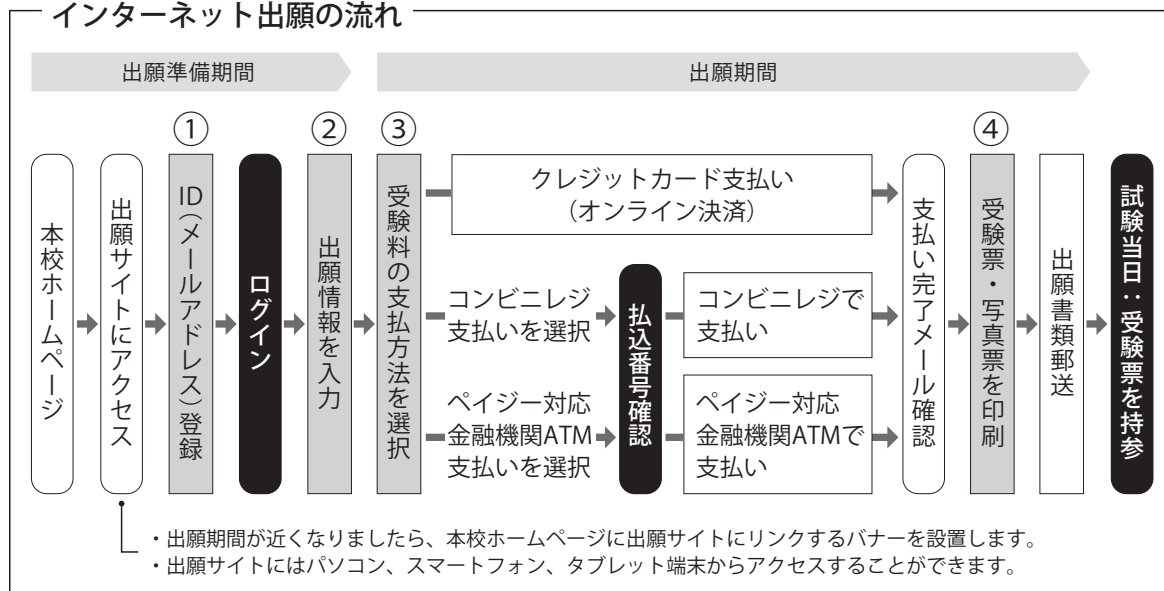 インターネット出願の流れ
出願準備期間
出願期間
①
②
③
④
本校ホームページ
出願サイトにアクセス
ID（メールアドレス）登録
ログイン
出願情報を入力
受験料の支払方法を選択
クレジットカード支払い
（オンライン決済）
コンビニレジ
支払いを選択
ペイジー対応
金融機関ATM
支払いを選択
払込番号確認
コンビニレジで
支払い
ペイジー対応
金融機関ATMで
支払い
支払い完了メール確認
受験票・写真票を印刷
出願書類郵送
試験当日：受験票を持参
・出願期間が近くなりましたら、本校ホームページに出願サイトにリンクするバナーを設置します。
・出願サイトにはパソコン、スマートフォン、タブレット端末からアクセスすることができます。